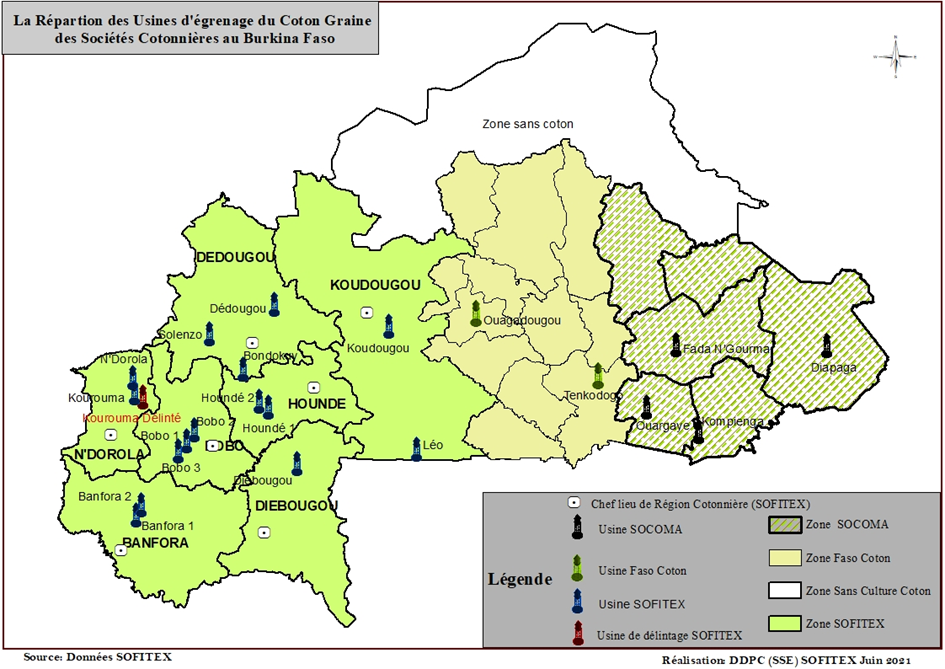 La Répartion des Usines d'égrenage du Coton Graine
des Sociétés Cotonnières au Burkina Faso
N
W E
S
Zone sans coton
DEDOUGOU
KOUDOUGOU
Dédougou
Ouagadougou
Solenzo
Koudougou
Fada N'Gourma
Bondokuy
N'Dorola
Diapaga
Kourouma
Houndé 2
HOUNDE
Tenkodogo
Kourouma Délinté
Bobo 2
Houndé 1
Ouargaye
Kompienga
Bobo 1
BOBO
Léo
N'DOROLA
Bobo 3
Diébougou
Banfora 2
DIEBOUGOU
Banfora 1
BANFORA
Légende
Chef lieu de Région Cotonnière (SOFITEX)
Usine SOCOMA
Usine Faso Coton
Usine SOFITEX
Usine de délintage SOFITEX
Zone SOCOMA
Zone Faso Coton
Zone Sans Culture Coton
Zone SOFITEX
Source: Données SOFITEX
Réalisation: DDPC (SSE) SOFITEX Juin 2021